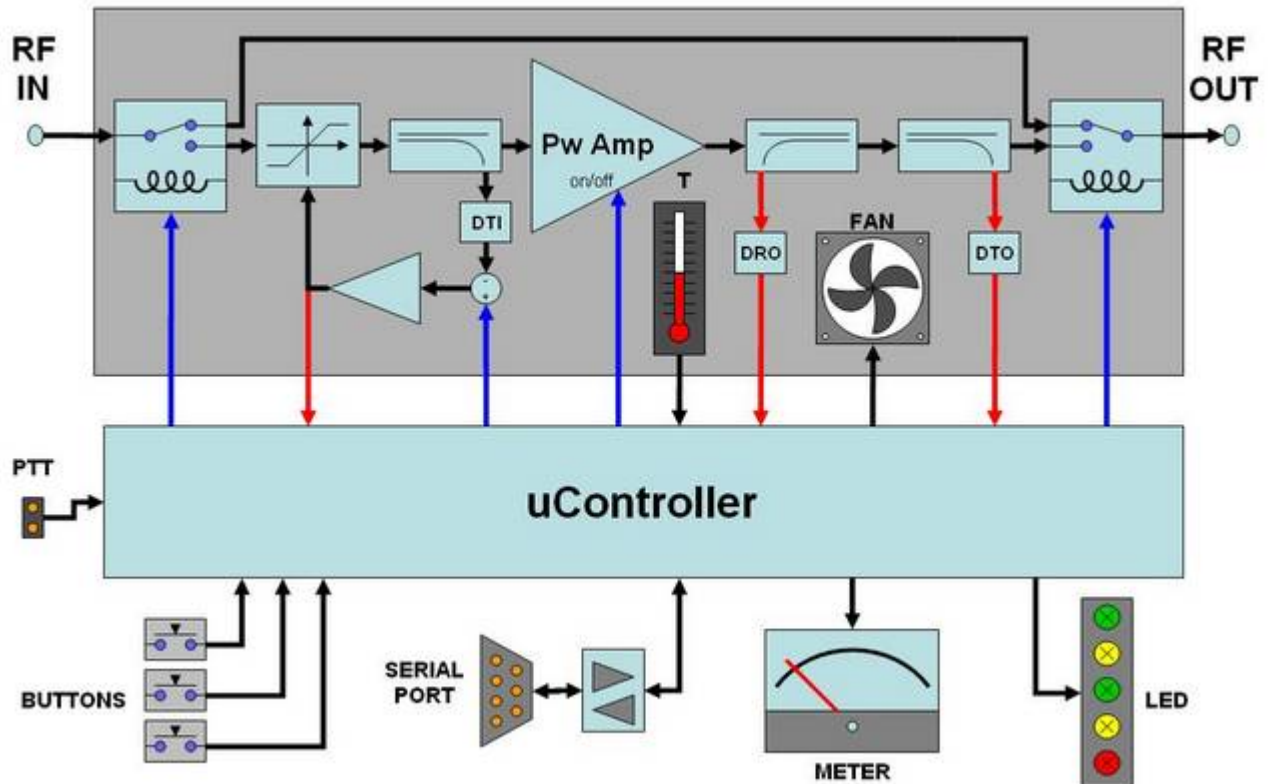 RF
IN
RF
OUT
Pw Amp
on/off
T
DTI
FAN
DRO
DTO
-
+
PTT
uController
BUTTONS
SERIAL
PORT
METER
LED